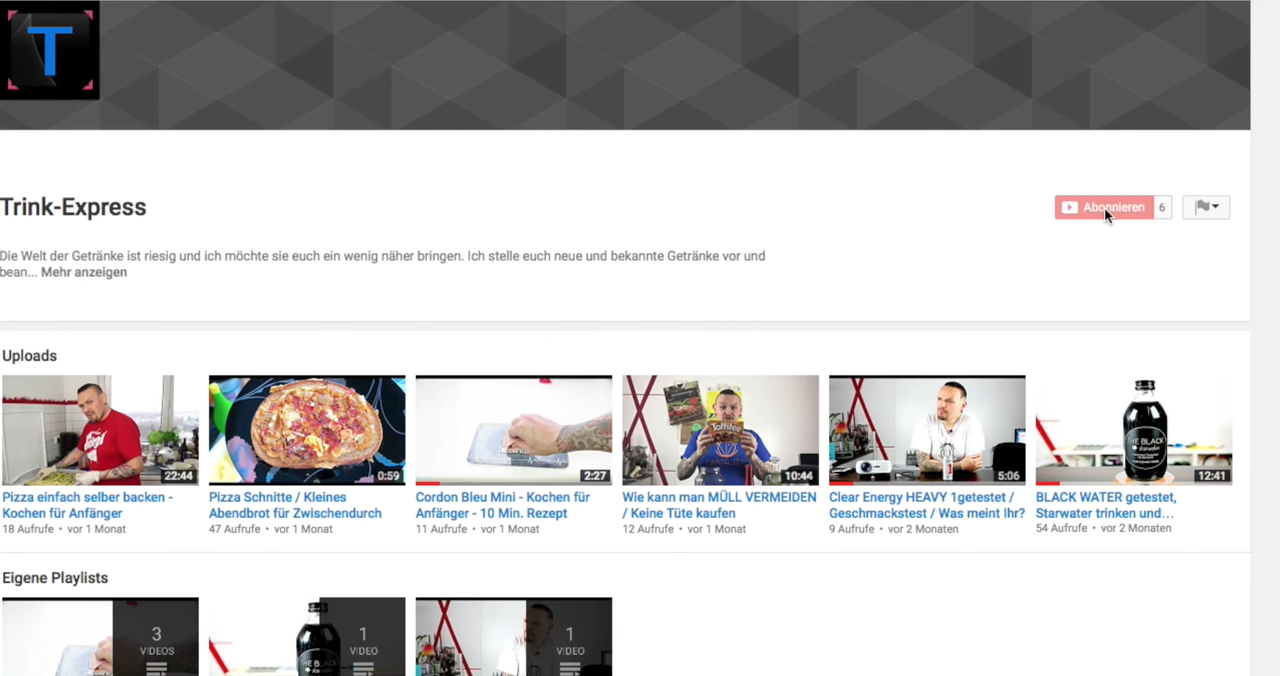 T
Trink-Express
Abonnieren 6
Die Welt der Getränke ist riesig und ich möchte sie euch ein wenig näher bringen. Ich stelle euch neue und bekannte Getränke vor und
bean... Mehr anzeigen
Uploads
22:44
0:59
2:27
Toffifee
10:44
5:06
THE BLACK
12:41
Pizza einfach selber backen -
Kochen für Anfänger
18 Aufrufe • vor 1 Monat
Pizza Schnitte / Kleines
Abendbrot für Zwischendurch
47 Aufrufe • vor 1 Monat
Cordon Bleu Mini - Kochen für
Anfänger - 10 Min. Rezept
11 Aufrufe • vor 1 Monat
Wie kann man MÜLL VERMEIDEN
/ Keine Tüte kaufen
12 Aufrufe • vor 1 Monat
Clear Energy HEAVY 1getestet /
Geschmackstest / Was meint Ihr?
9 Aufrufe • vor 2 Monaten
BLACK WATER getestet,
Starwater trinken und...
54 Aufrufe • vor 2 Monaten
Eigene Playlists
3
VIDEOS
THE B
1
VIDEO
1
VIDEO